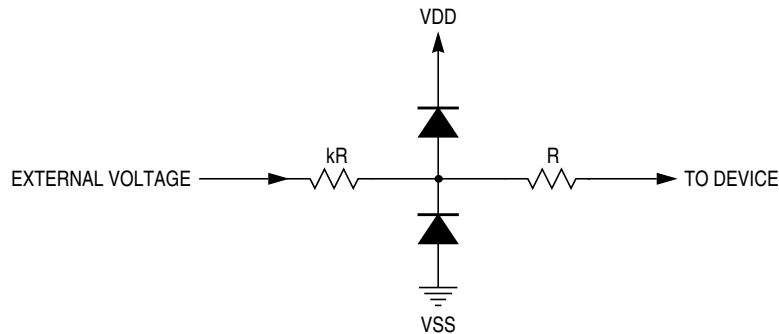 VDD
kR
R
EXTERNAL VOLTAGE
TO DEVICE
VSS